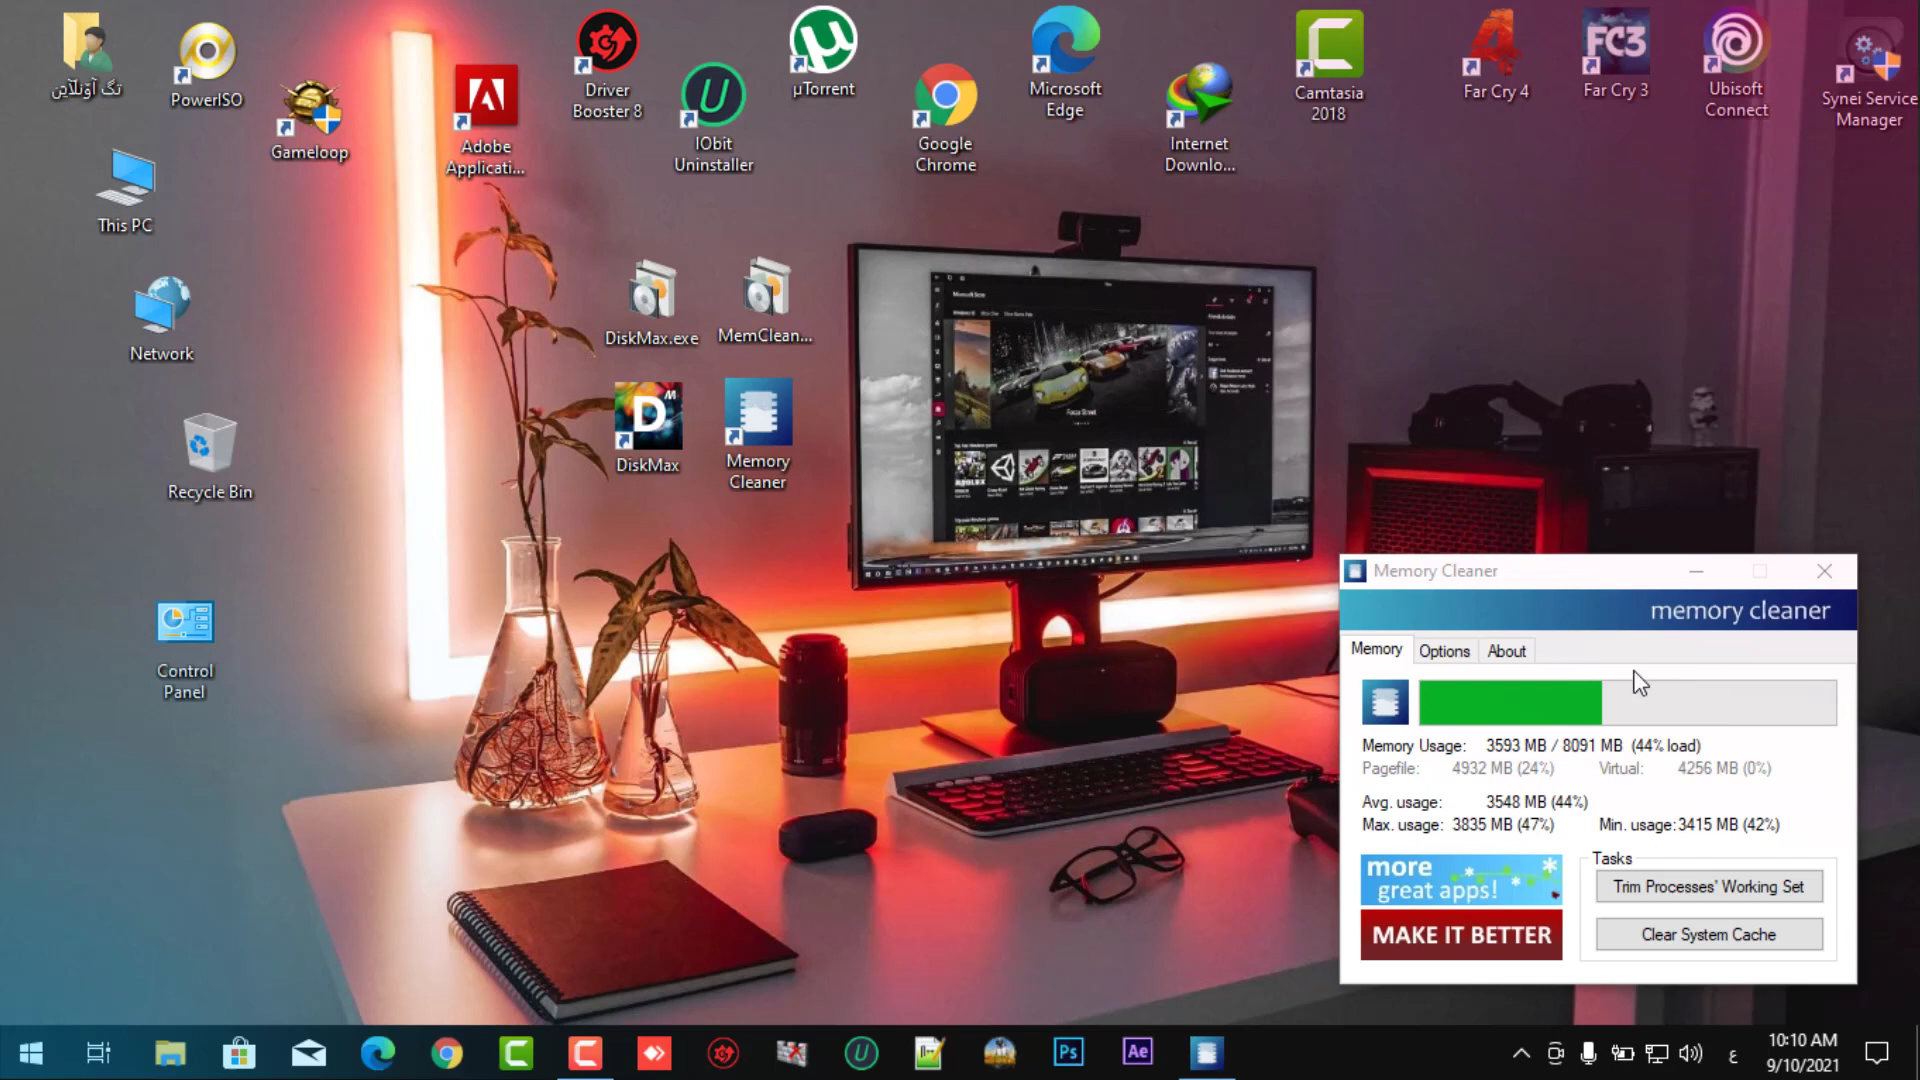 تگ آؤنلآئن
PowerISO
Gameloop
Adobe
Applicati...
Driver
Booster 8
IObit
Uninstaller
µTorrent
Google
Chrome
Microsoft
Edge
Internet
Downlo...
Camtasia
2018
Far Cry 4
FC3
Far Cry 3
Ubisoft
Connect
Synei Service
Manager
This PC
Network
DiskMax.exe
MemClean...
DiskMax
Memory
Cleaner
Recycle Bin
Control
Panel
Memory Cleaner
memory cleaner
Memory
Options
About
Memory Usage: 3593 MB / 8091 MB (44% load)
Pagefile: 4932 MB (24%) Virtual: 4256 MB (0%)
Avg. usage: 3548 MB (44%)
Max. usage: 3835 MB (47%) Min. usage: 3415 MB (42%)
more
great apps!
MAKE IT BETTER
Tasks
Trim Processes' Working Set
Clear System Cache
Ps
Ae
ع
10:10 AM
9/10/2021